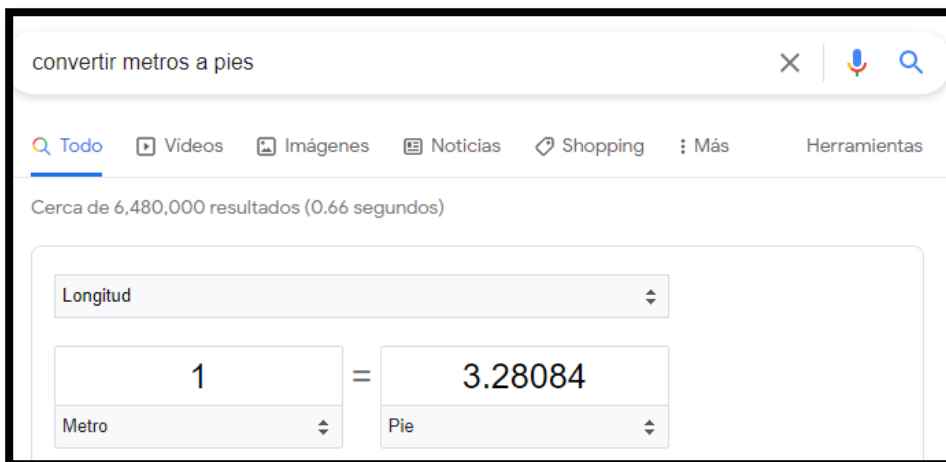 convertir metros a pies
Todo Vídeos Imágenes Noticias Shopping Más Herramientas
Cerca de 6,480,000 resultados (0.66 segundos)
Longitud
1 = 3.28084
Metro Pie